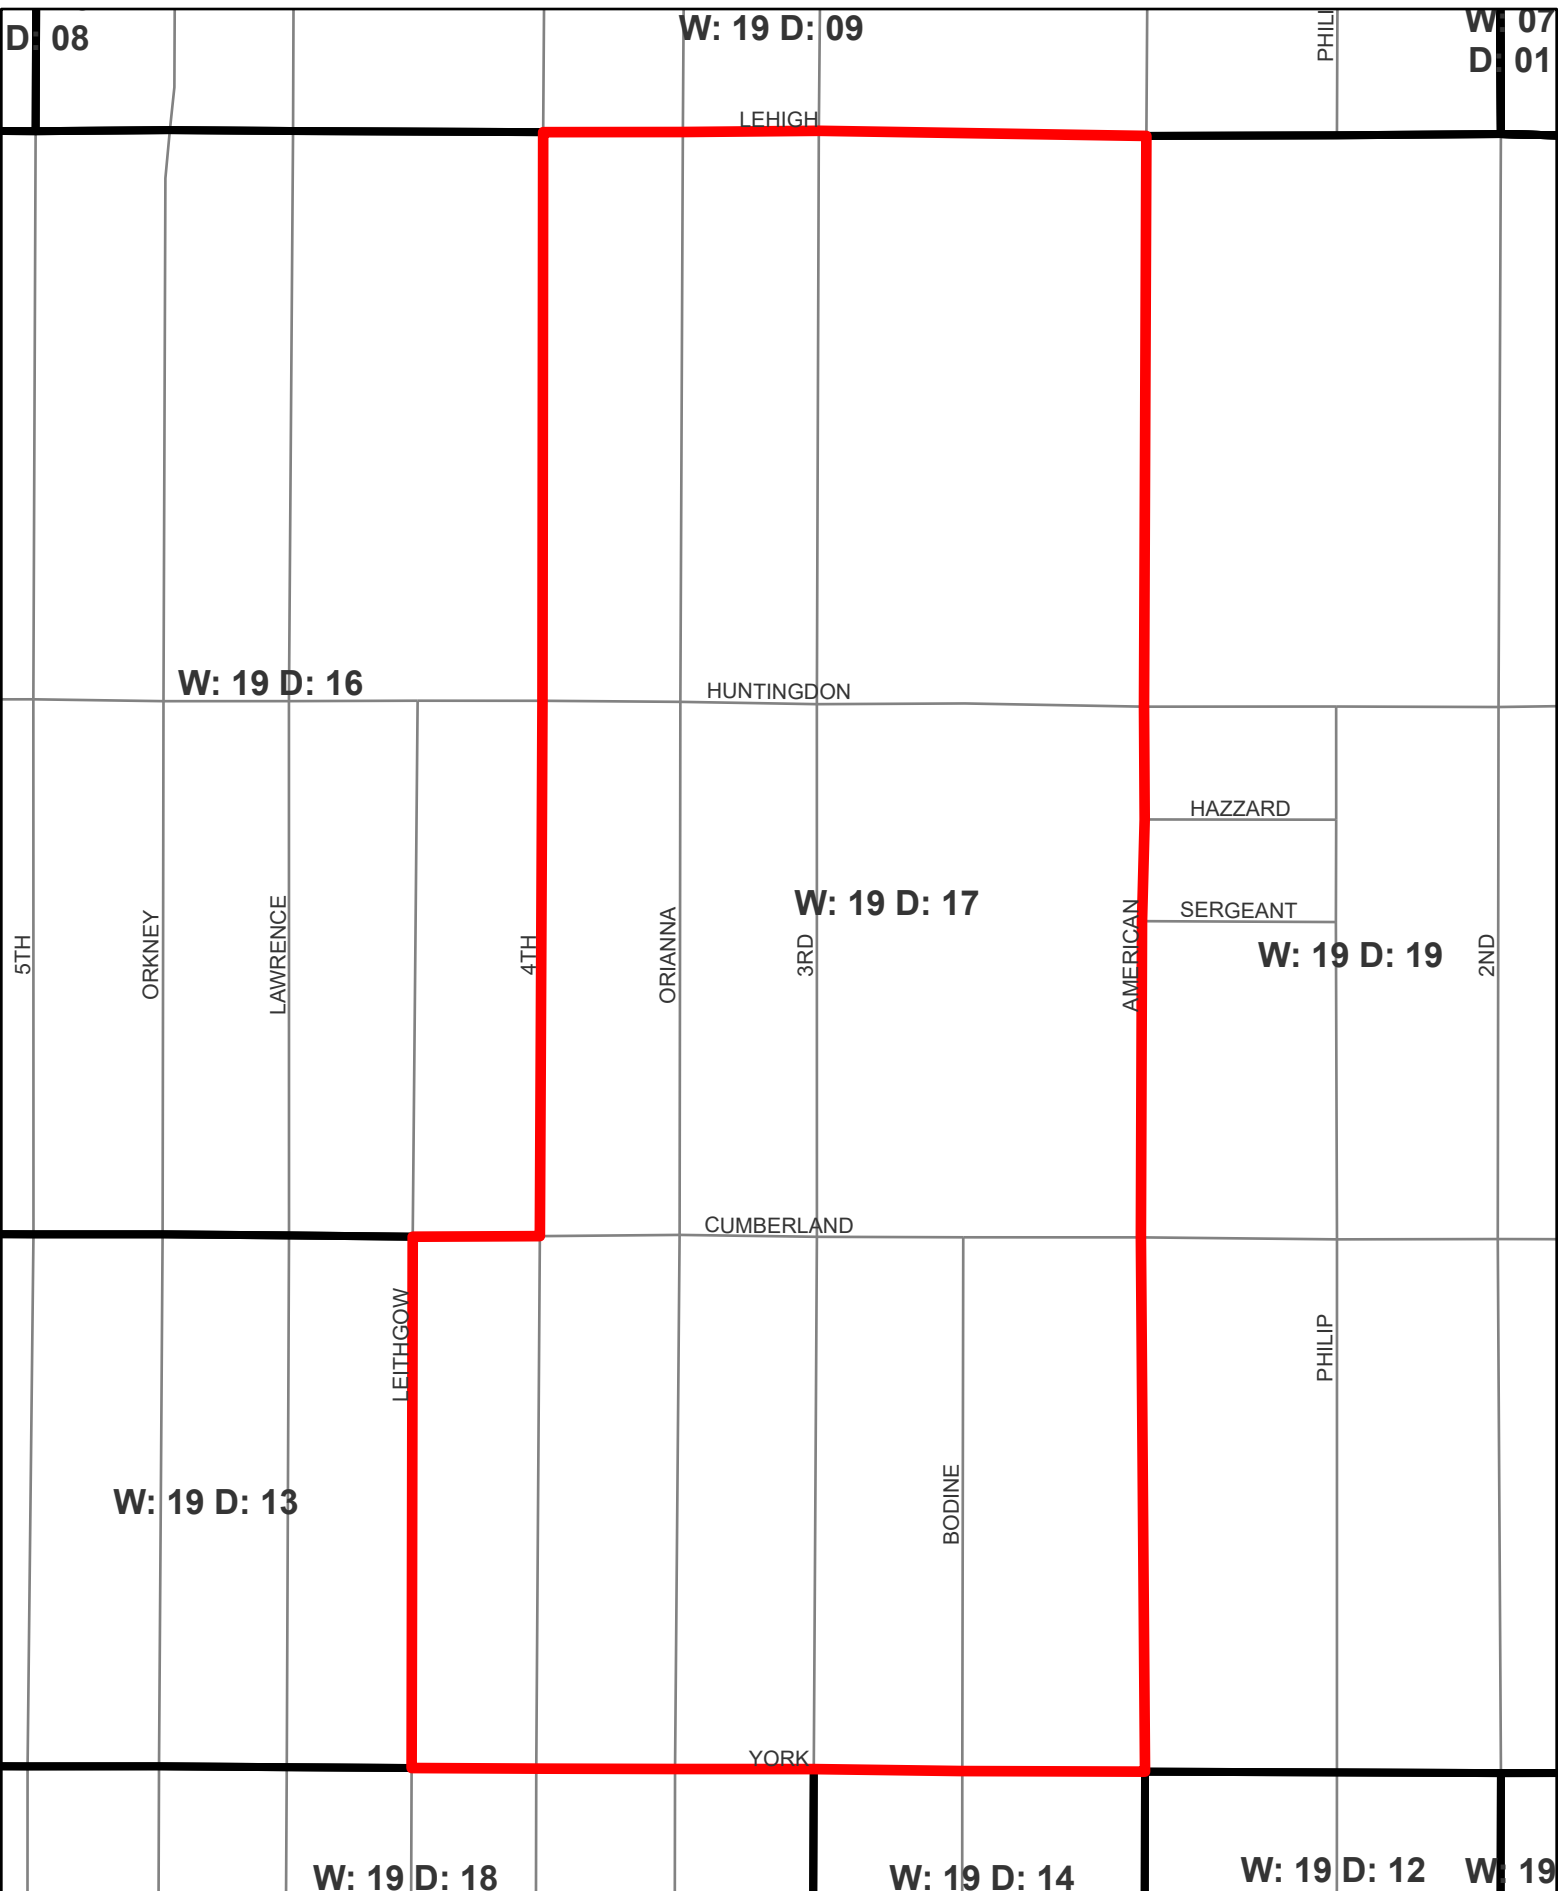 D: 08
W: 19 D: 09
PHILI
W: 07
D: 01
LEHIGH
W: 19 D: 16
HUNTINGDON
HAZZARD
W: 19 D: 17
SERGEANT
5TH
ORKNEY
LAWRENCE
4TH
ORIANNA
3RD
AMERICAN
W: 19 D: 19
2ND
CUMBERLAND
LEITHGOW
PHILIP
W: 19 D: 13
BODINE
YORK
W: 19 D: 18
W: 19 D: 14
W: 19 D: 12
W: 19